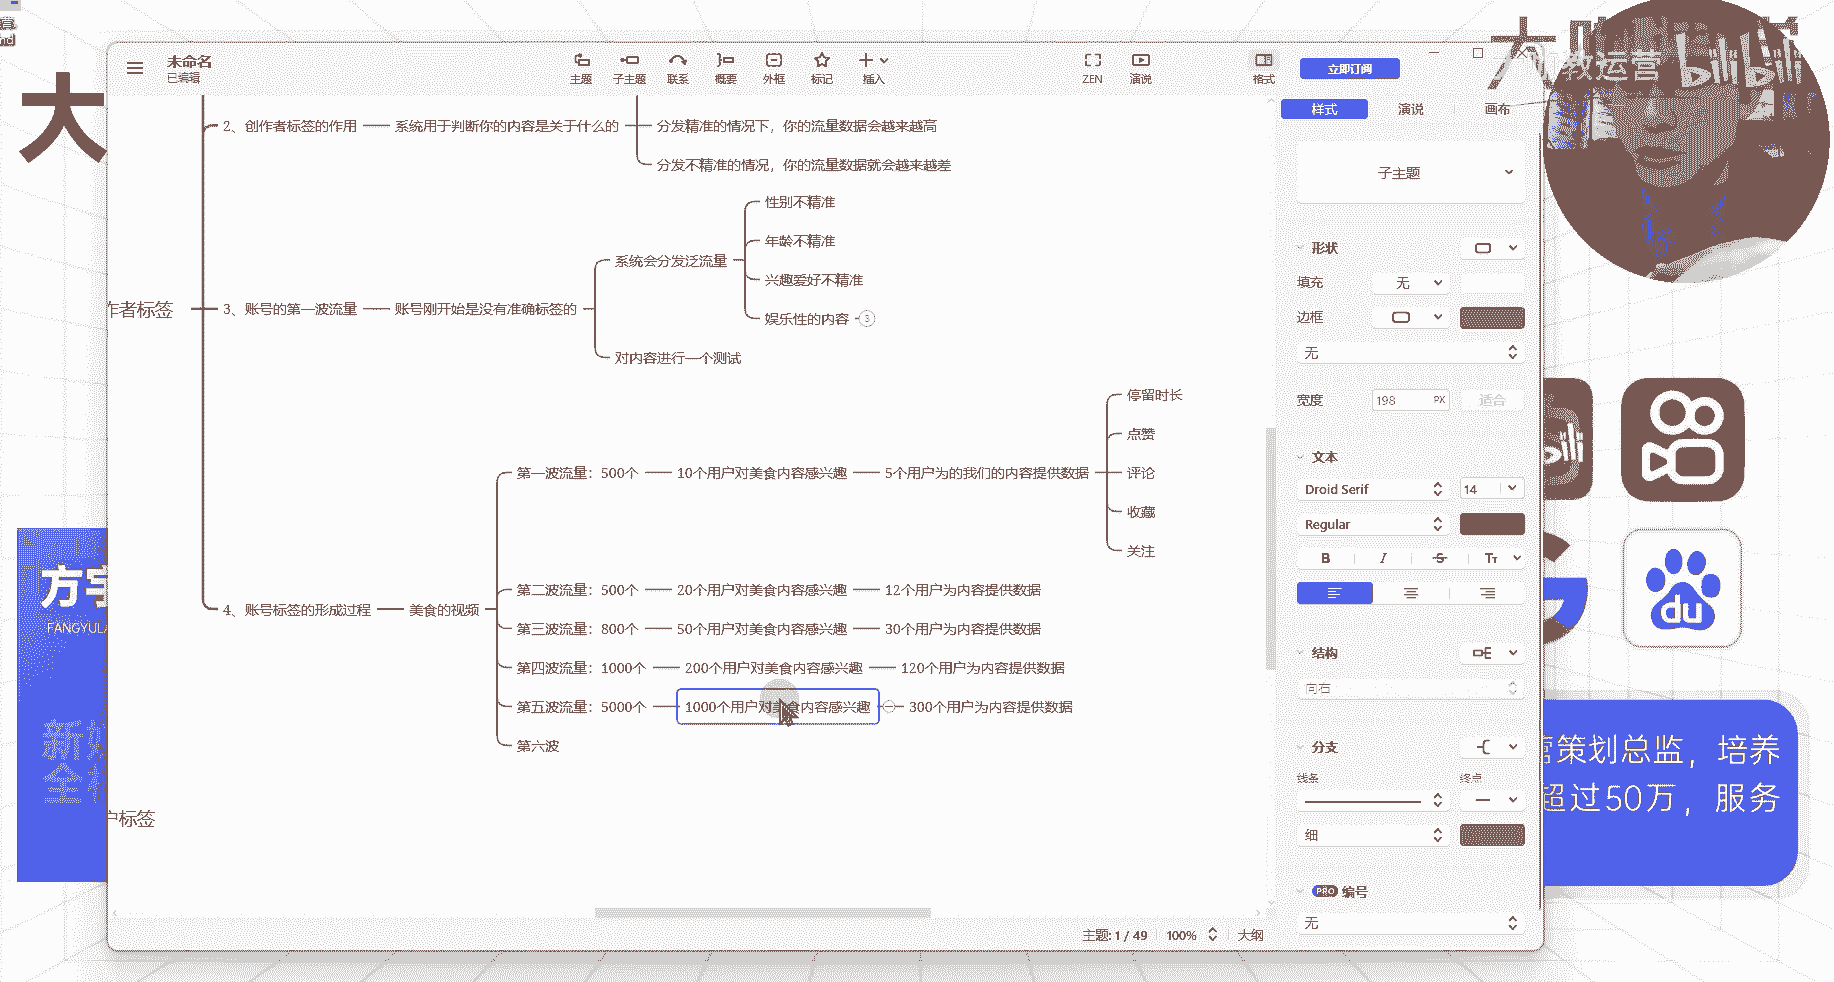 未命名
已编辑
主题
子主题
联系
概要
外框
标记
插入
ZEN
演说
格式
立即订阅
教运营
bilibili
大
样式
演说
画布
2、创作者标签的作用
系统用于判断你的内容是关于什么的
分发精准的情况下，你的流量数据会越来越高
分发不精准的情况，你的流量数据就会越来越差
作者标签
3、账号的第一波流量
账号刚开始是没有准确标签的
系统会分发泛流量
性别不精准
年龄不精准
兴趣爱好不精准
娱乐性的内容
3
对内容进行一个测试
4、账号标签的形成过程
美食的视频
第一波流量：500个
10个用户对美食内容感兴趣
5个用户为的我们的内容提供数据
停留时长
点赞
评论
收藏
关注
第二波流量：500个
20个用户对美食内容感兴趣
12个用户为内容提供数据
第三波流量：800个
50个用户对美食内容感兴趣
30个用户为内容提供数据
第四波流量：1000个
200个用户对美食内容感兴趣
120个用户为内容提供数据
第五波流量：5000个
1000个用户对美食内容感兴趣
300个用户为内容提供数据
第六波
户标签
子主题
形状
填充
无
边框
无
宽度
198
PX
适合
文本
Droid Serif
14
Regular
B
I
S
Tт
结构
向右
分支
线条
终点
细
PRO 编号
无
主题: 1 / 49
100%
大纲
方宇
FANGYULA
新媒
全栈
du
营策划总监，培养
超过50万，服务